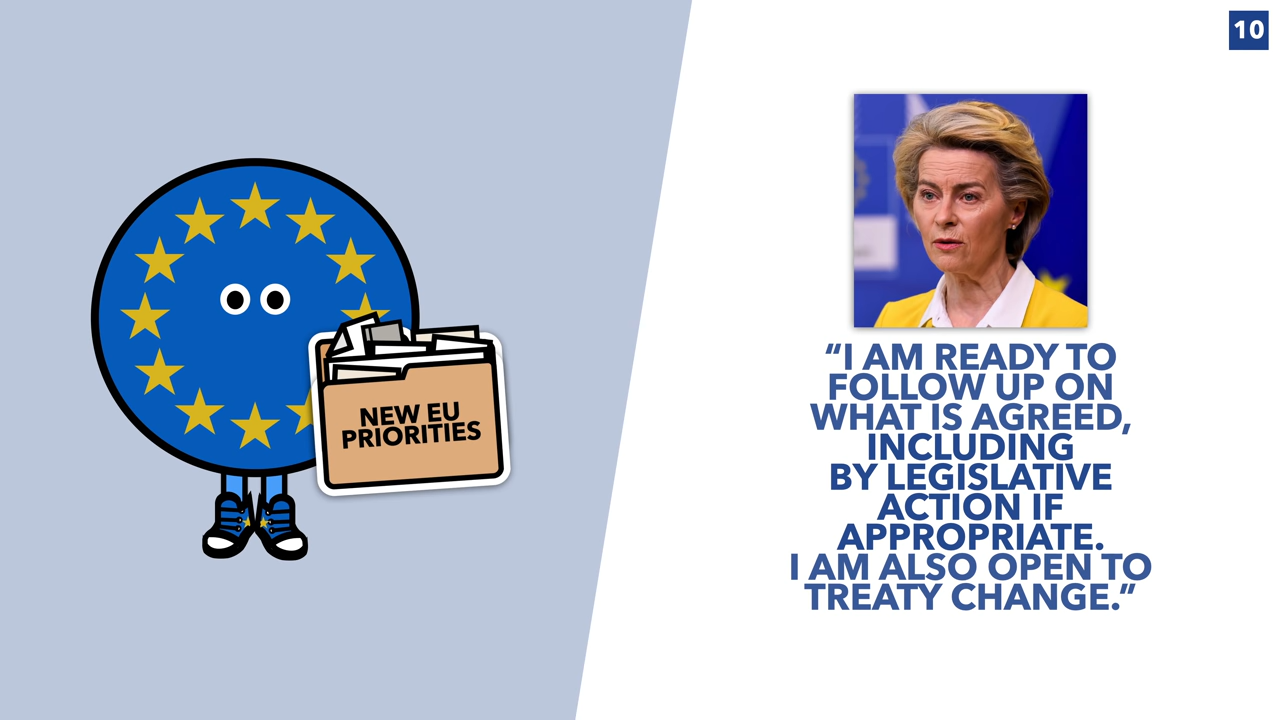 10
NEW EU
PRIORITIES
“I AM READY TO
FOLLOW UP ON
WHAT IS AGREED,
INCLUDING
BY LEGISLATIVE
ACTION IF
APPROPRIATE.
I AM ALSO OPEN TO
TREATY CHANGE.”